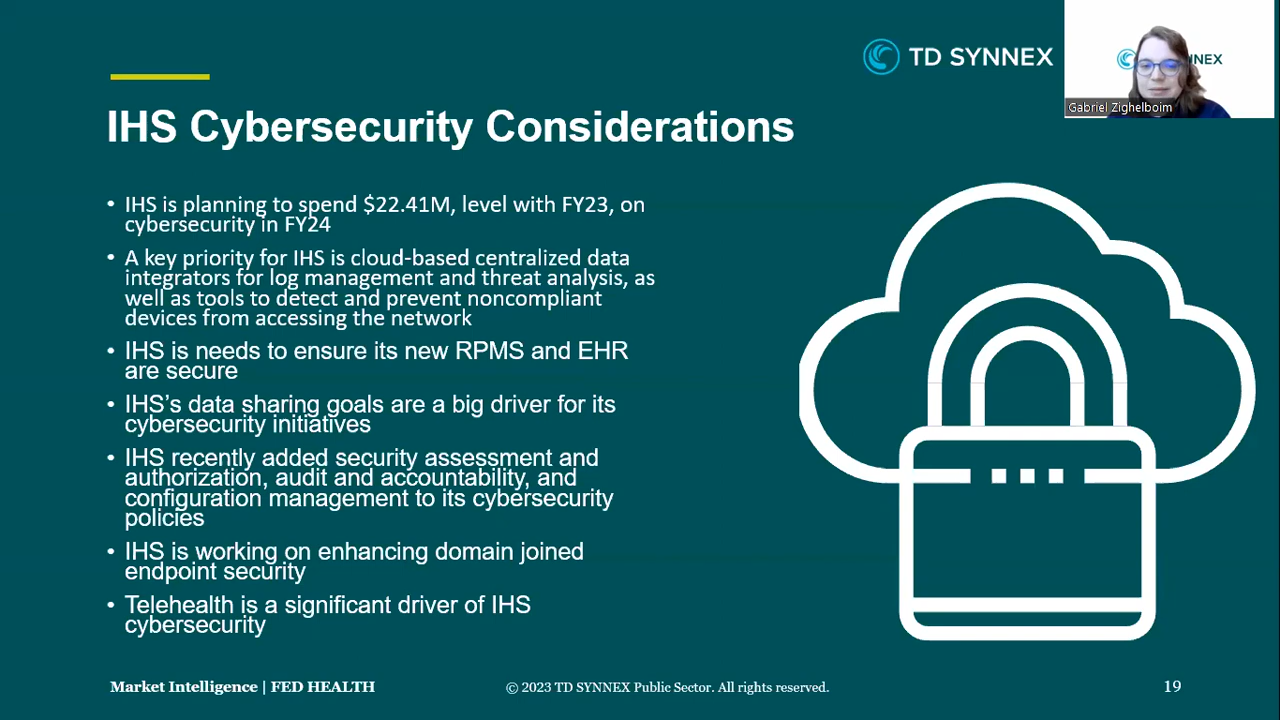 TD SYNNEX
NEX
Gabriel Zighelboim
IHS Cybersecurity Considerations
• IHS is planning to spend $22.41M, level with FY23, on
cybersecurity in FY24
• A key priority for IHS is cloud-based centralized data
integrators for log management and threat analysis, as
well as tools to detect and prevent noncompliant
devices from accessing the network
• IHS is needs to ensure its new RPMS and EHR
are secure
• IHS’s data sharing goals are a big driver for its
cybersecurity initiatives
• IHS recently added security assessment and
authorization, audit and accountability, and
configuration management to its cybersecurity
policies
• IHS is working on enhancing domain joined
endpoint security
• Telehealth is a significant driver of IHS
cybersecurity
Market Intelligence | FED HEALTH
© 2023 TD SYNNEX Public Sector. All rights reserved.
19